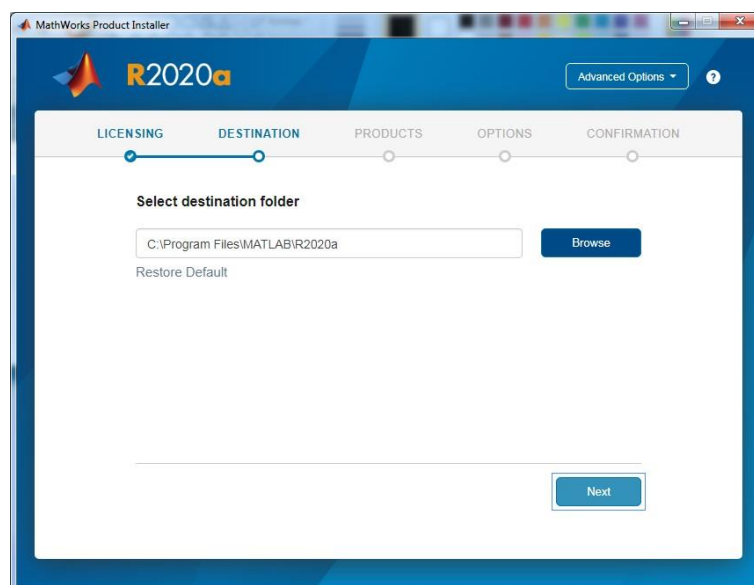 MathWorks Product Installer
R2020a
Advanced Options
?
LICENSING DESTINATION PRODUCTS OPTIONS CONFIRMATION
Select destination folder
C:\Program Files\MATLAB\R2020a
Browse
Restore Default
Next